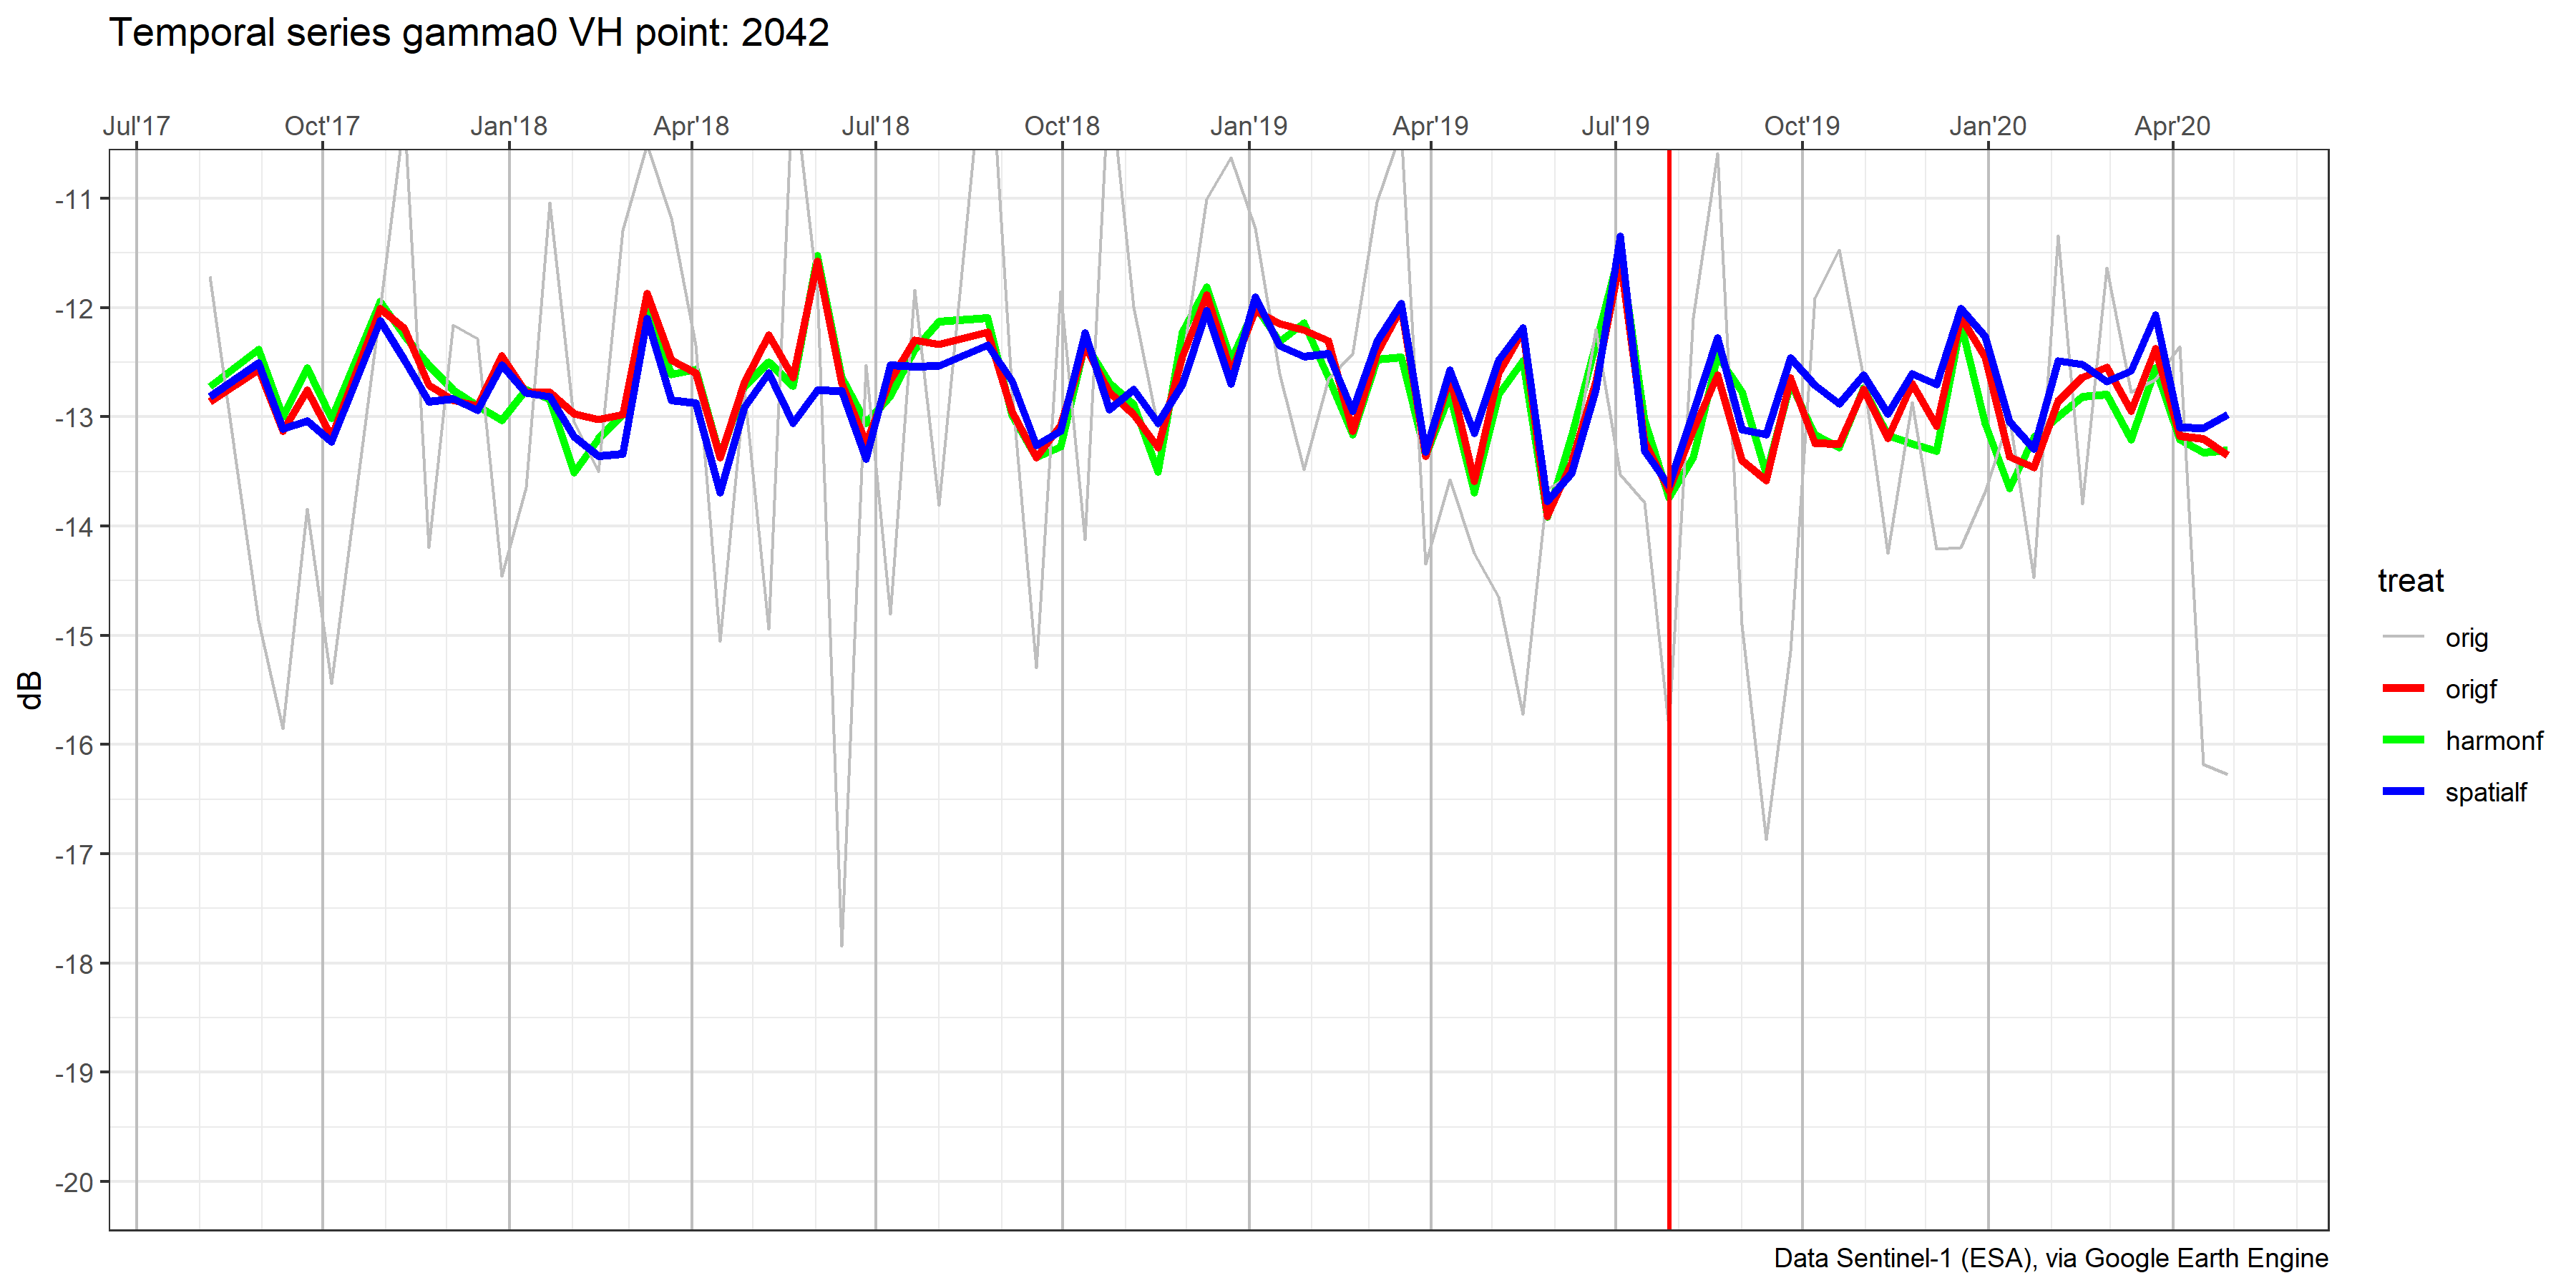 Temporal series gamma0 VH point: 2042
Jul'17 Oct'17 Jan'18 Apr'18 Jul'18 Oct'18 Jan'19 Apr'19 Jul'19 Oct'19 Jan'20 Apr'20
-11
-12
-13
-14
-15
-16
-17
-18
-19
-20
dB
treat
orig
origf
harmonf
spatialf
Data Sentinel-1 (ESA), via Google Earth Engine